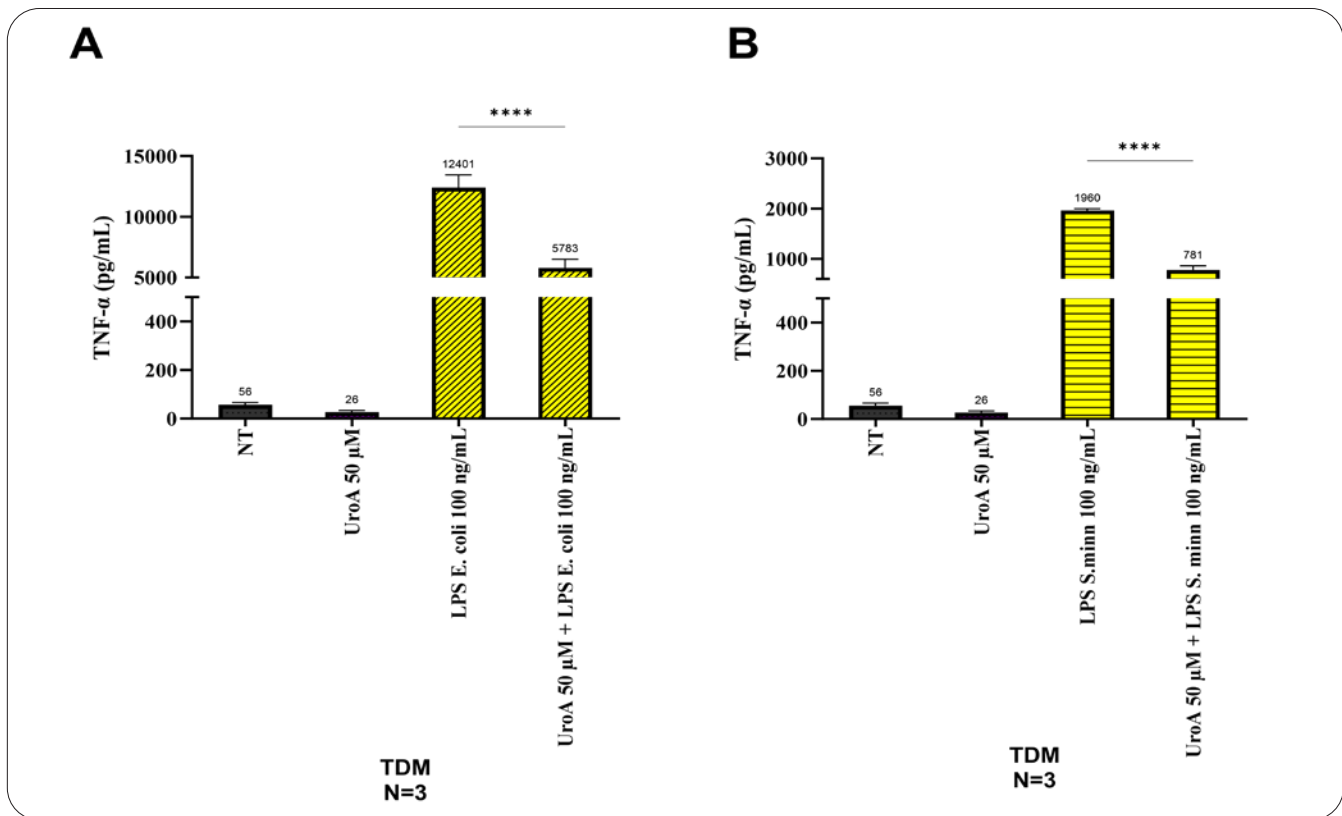 A
****
15000
12401
10000
5783
5000
400
200
0
56
26
TNF-α (pg/mL)
NT
UroA 50 µM
LPS E. coli 100 ng/mL
UroA 50 µM + LPS E. coli 100 ng/mL
TDM
N=3
B
****
3000
1960
2000
1000
781
400
200
0
56
26
TNF-α (pg/mL)
NT
UroA 50 µM
LPS S.minn 100 ng/mL
UroA 50 µM + LPS S. minn 100 ng/mL
TDM
N=3